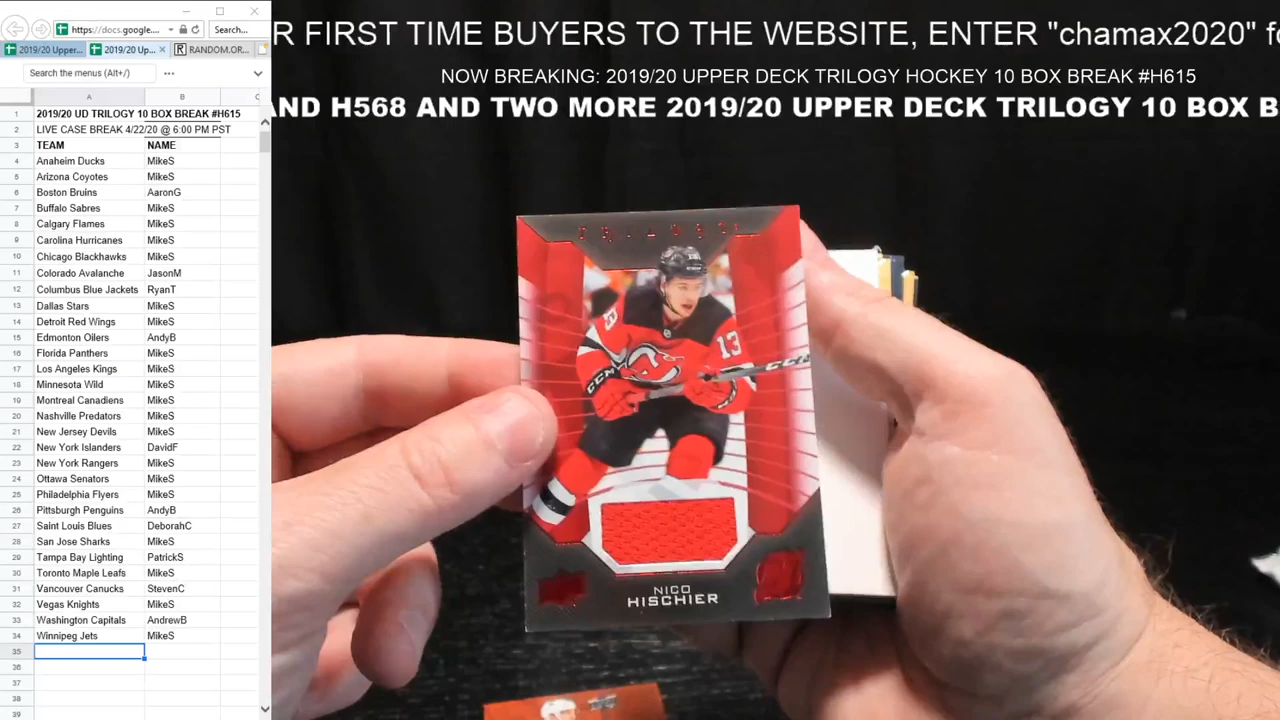 https://docs.google....
Search...
2019/20 Upper...
2019/20 Up...
RANDOM.OR...
Search the menus (Alt+/)
A B C
1 2019/20 UD TRILOGY 10 BOX BREAK #H615
2 LIVE CASE BREAK 4/22/20 @ 6:00 PM PST
3 TEAM NAME
4 Anaheim Ducks MikeS
5 Arizona Coyotes MikeS
6 Boston Bruins AaronG
7 Buffalo Sabres MikeS
8 Calgary Flames MikeS
9 Carolina Hurricanes MikeS
10 Chicago Blackhawks MikeS
11 Colorado Avalanche JasonM
12 Columbus Blue Jackets RyanT
13 Dallas Stars MikeS
14 Detroit Red Wings MikeS
15 Edmonton Oilers AndyB
16 Florida Panthers MikeS
17 Los Angeles Kings MikeS
18 Minnesota Wild MikeS
19 Montreal Canadiens MikeS
20 Nashville Predators MikeS
21 New Jersey Devils MikeS
22 New York Islanders DavidF
23 New York Rangers MikeS
24 Ottawa Senators MikeS
25 Philadelphia Flyers MikeS
26 Pittsburgh Penguins AndyB
27 Saint Louis Blues DeborahC
28 San Jose Sharks MikeS
29 Tampa Bay Lighting PatrickS
30 Toronto Maple Leafs MikeS
31 Vancouver Canucks StevenC
32 Vegas Knights MikeS
33 Washington Capitals AndrewB
34 Winnipeg Jets MikeS
35
36
37
38
39
R FIRST TIME BUYERS TO THE WEBSITE, ENTER "chamax2020" fo
NOW BREAKING: 2019/20 UPPER DECK TRILOGY HOCKEY 10 BOX BREAK #H615
AND H568 AND TWO MORE 2019/20 UPPER DECK TRILOGY 10 BOX B
TRILOGY
13
CCM
CCM
NICO
HISCHIER